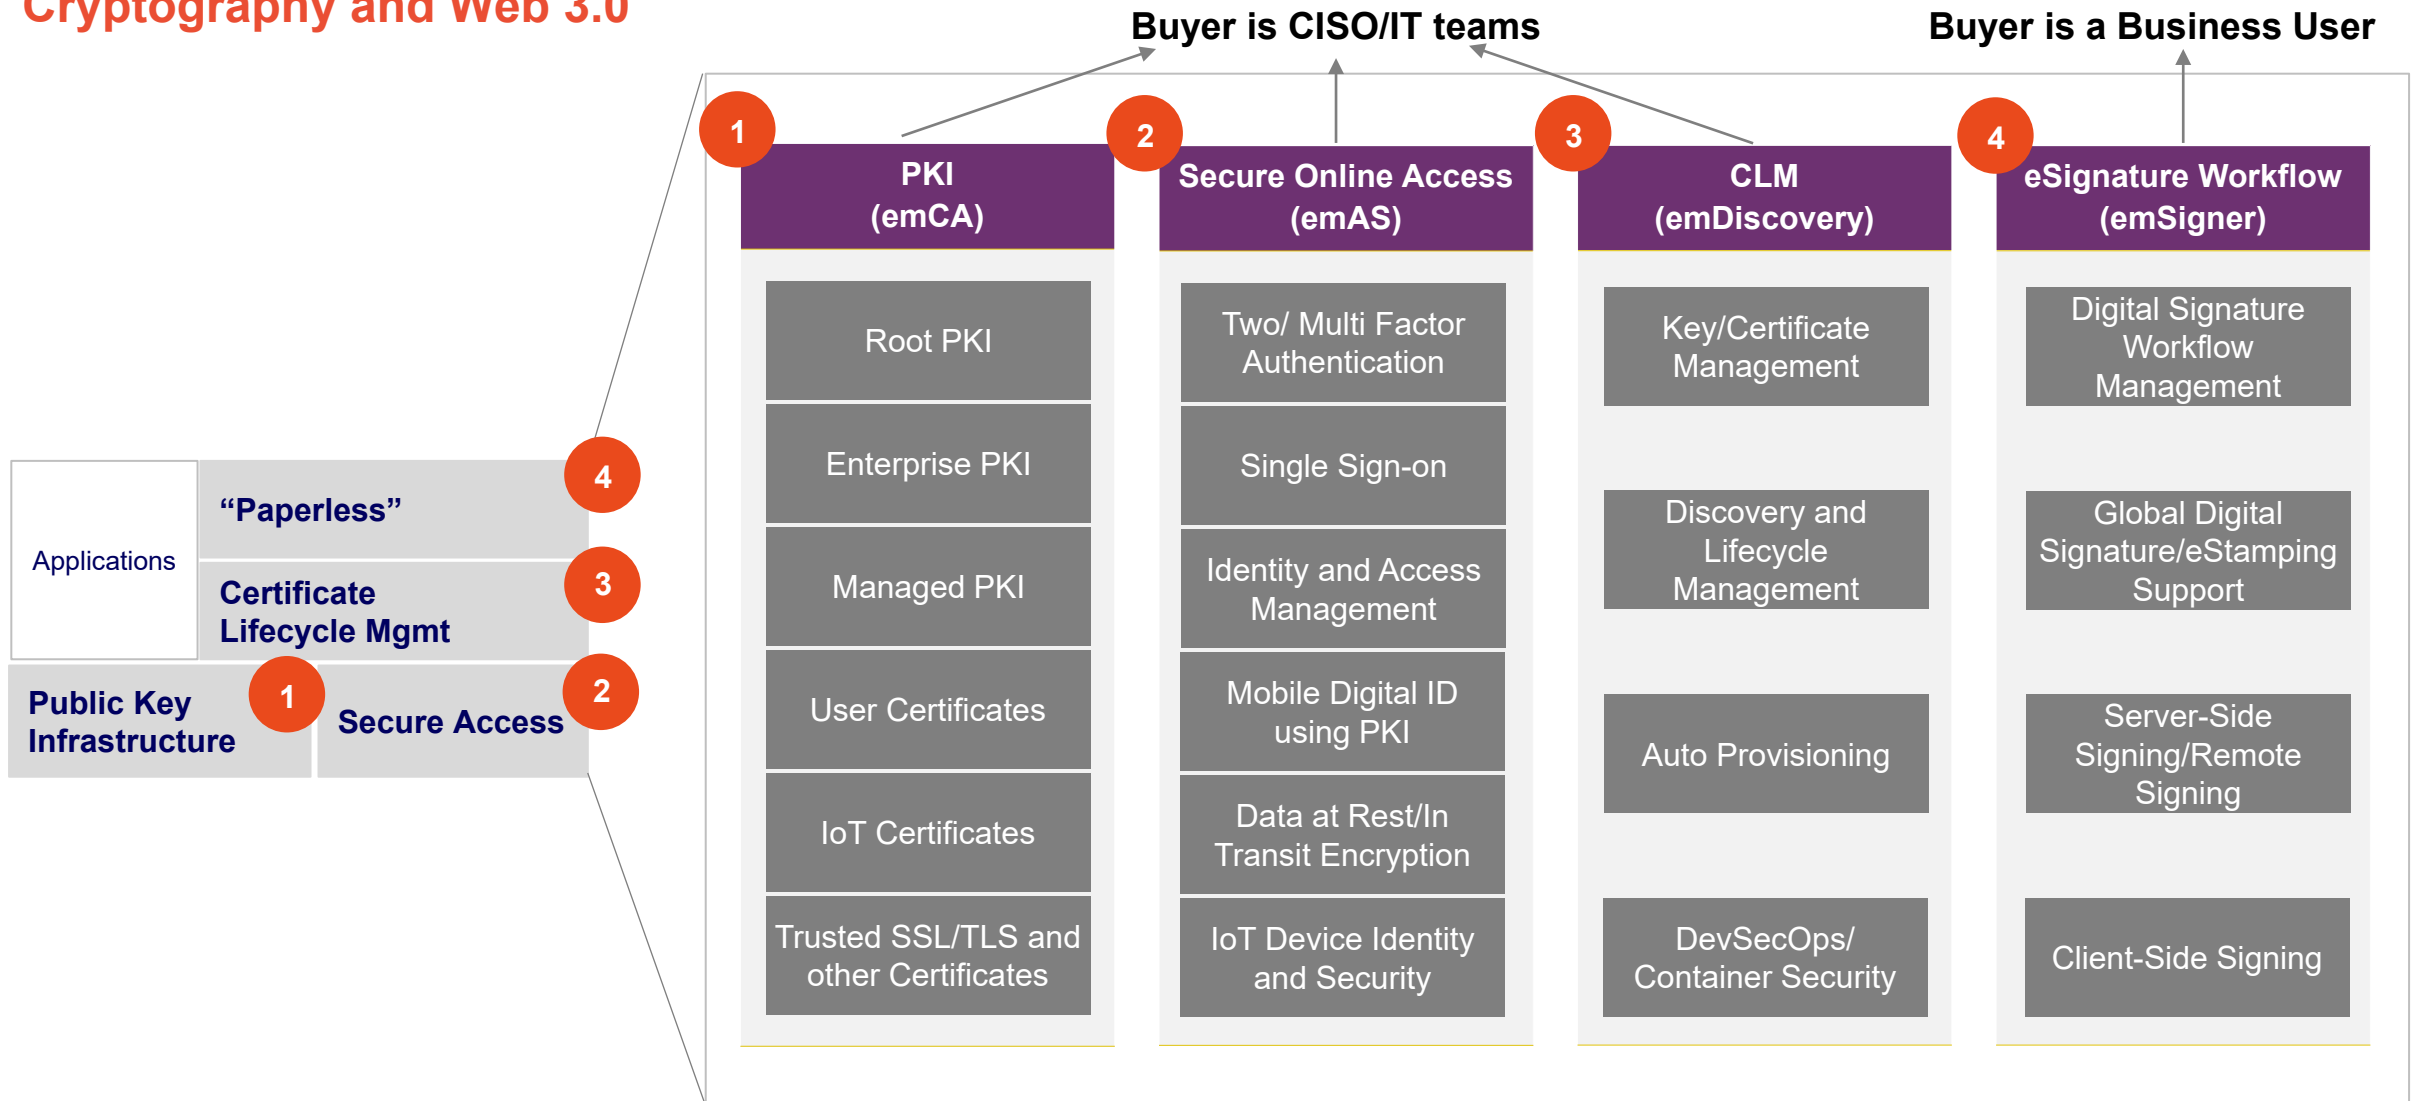 Cryptography and Web 3.0
Buyer is CISO/IT teams
Buyer is a Business User
1
PKI
(emCA)
Root PKI
Enterprise PKI
Managed PKI
User Certificates
IoT Certificates
Trusted SSL/TLS and
other Certificates
2
Secure Online Access
(emAS)
Two/ Multi Factor
Authentication
Single Sign-on
Identity and Access
Management
Mobile Digital ID
using PKI
Data at Rest/In
Transit Encryption
IoT Device Identity
and Security
3
CLM
(emDiscovery)
Key/Certificate
Management
Discovery and
Lifecycle
Management
Auto Provisioning
DevSecOps/
Container Security
4
eSignature Workflow
(emSigner)
Digital Signature
Workflow
Management
Global Digital
Signature/eStamping
Support
Server-Side
Signing/Remote
Signing
Client-Side Signing
Applications
“Paperless”
4
Certificate
Lifecycle Mgmt
3
Public Key
Infrastructure
1
Secure Access
2